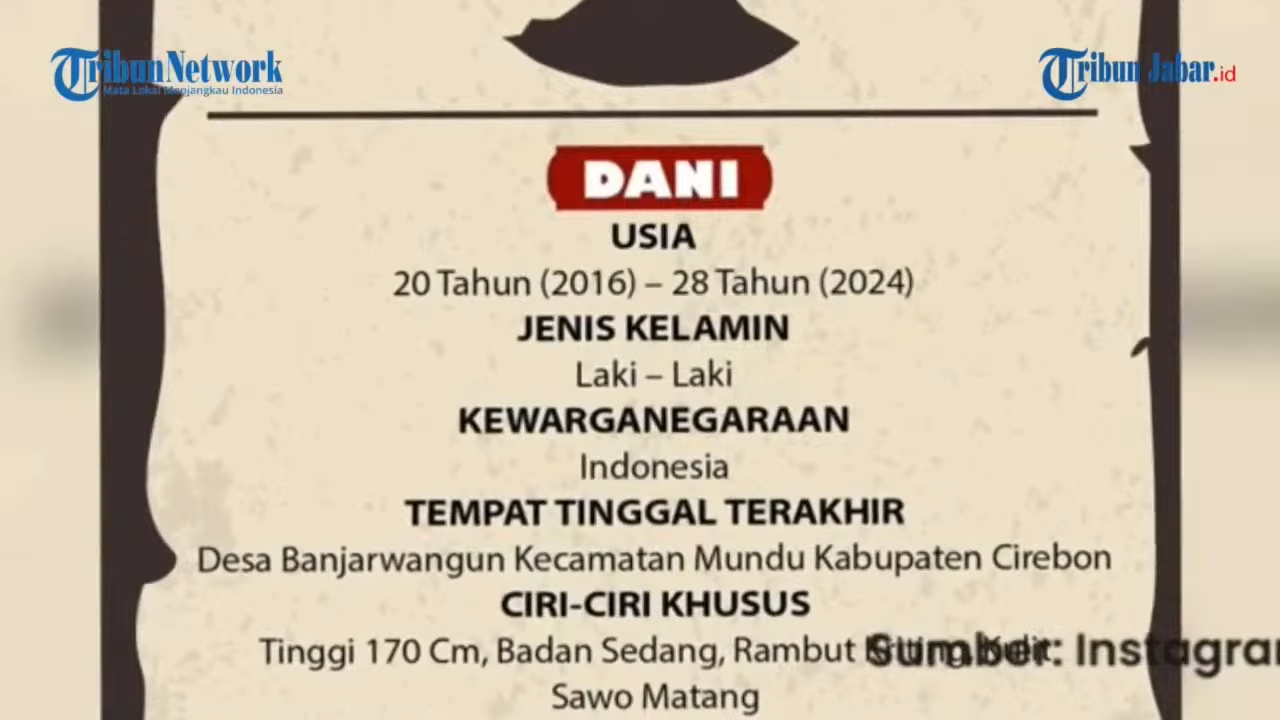 TribunNetwork
Mata Lokal Menjangkau Indonesia
Tribun Jabar.id
DANI
USIA
20 Tahun (2016) – 28 Tahun (2024)
JENIS KELAMIN
Laki – Laki
KEWARGANEGARAAN
Indonesia
TEMPAT TINGGAL TERAKHIR
Desa Banjarwangun Kecamatan Mundu Kabupaten Cirebon
CIRI-CIRI KHUSUS
Tinggi 170 Cm, Badan Sedang, Rambut
Sumber: Instagra
Sawo Matang